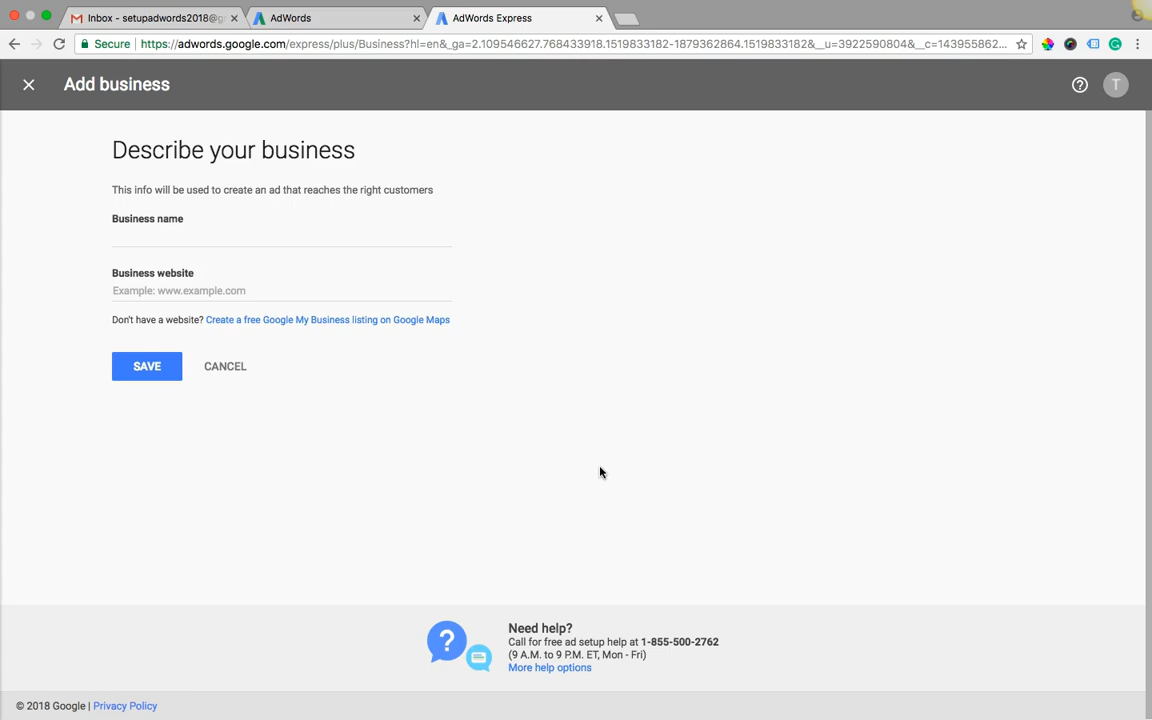 Inbox - setupadwords2018@g
AdWords
AdWords Express
Secure https://adwords.google.com/express/plus/Business?hl=en&_ga=2.109546627.768433918.1519833182-1879362864.1519833182&__u=3922590804&__c=143955862...
Add business
T
Describe your business
This info will be used to create an ad that reaches the right customers
Business name
Business website
Example: www.example.com
Don't have a website? Create a free Google My Business listing on Google Maps
SAVE CANCEL
Need help?
Call for free ad setup help at 1-855-500-2762
(9 A.M. to 9 P.M. ET, Mon - Fri)
More help options
© 2018 Google | Privacy Policy